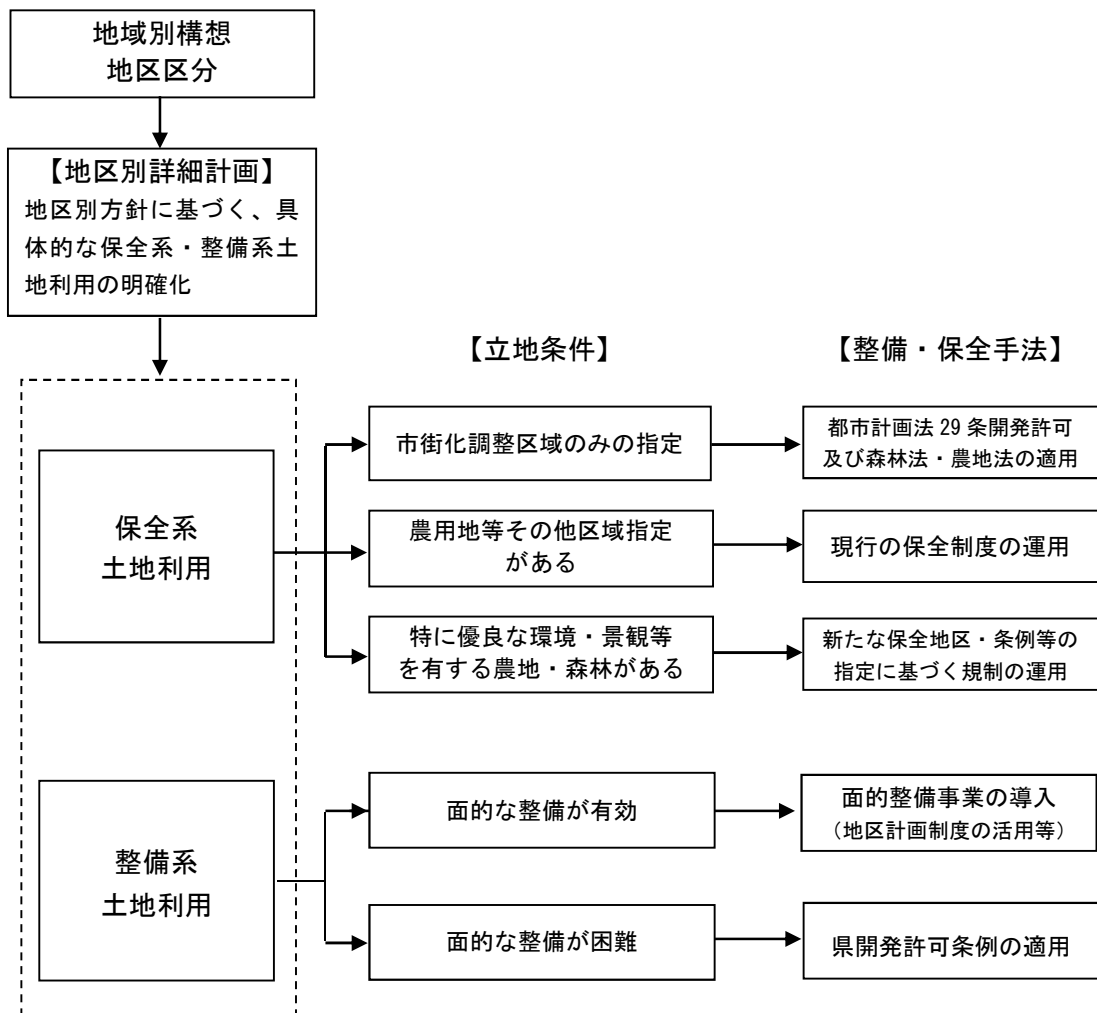 地域別構想
地区区分
【地区別詳細計画】
地区別方針に基づく、具
体的な保全系・整備系土
地利用の明確化
【立地条件】
【整備・保全手法】
保全系
土地利用
市街化調整区域のみの指定
都市計画法 29 条開発許可
及び森林法・農地法の適用
農用地等その他区域指定
がある
現行の保全制度の運用
特に優良な環境・景観等
を有する農地・森林がある
新たな保全地区・条例等の
指定に基づく規制の運用
整備系
土地利用
面的な整備が有効
面的整備事業の導入
(地区計画制度の活用等)
面的な整備が困難
県開発許可条例の適用